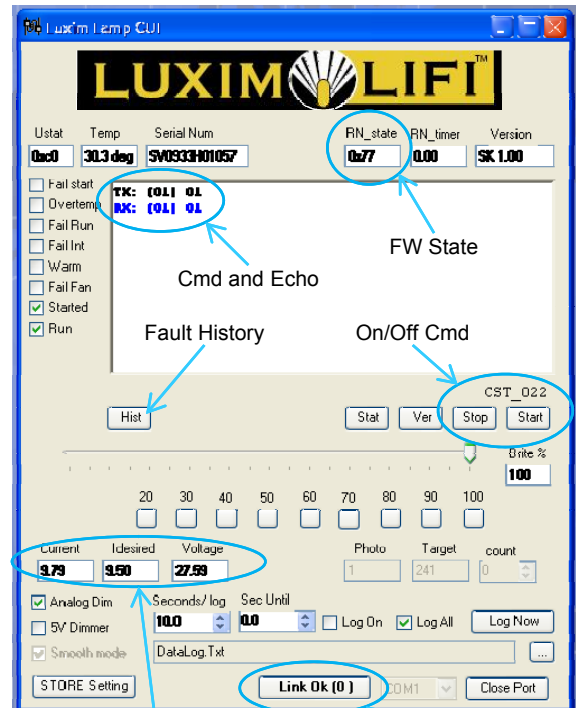 Luxim Lamp CUI
LUXIM LIFI™
Ustat Temp Serial Num RN_state RN_timer Version
0xc0 30.3 deg SV0933H01057 0x77 0.00 SK 1.00
Fail start
Overtemp
Fail Run
Fail Int
Warm
Fail Fan
Started
Run
TX: [01] 01
RX: [01] 01
FW State
Cmd and Echo
Fault History On/Off Cmd
CST_022
Hist Stat Ver Stop Start
Brite %
100
20 30 40 50 60 70 80 90 100
Current Idesired Voltage Photo Target count
9.79 9.50 27.59 1 241 0
Analog Dim Seconds/ log Sec Until
5V Dimmer 10.0 0.0 Log On Log All Log Now
Smooth mode DataLog.Txt ...
STORE Setting Link Ok (0 ) COM1 Close Port